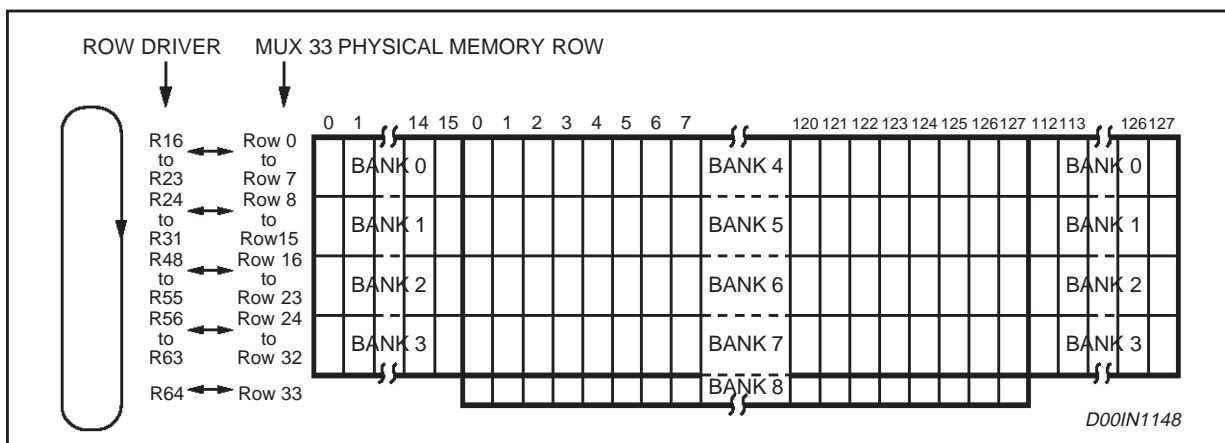 ROW DRIVER MUX 33 PHYSICAL MEMORY ROW
0 1 14 15 0 1 2 3 4 5 6 7 120 121 122 123 124 125 126 127 112 113 126 127
R16 Row 0
to to
R23 Row 7
BANK 0 BANK 4 BANK 0
R24 Row 8
to to
R31 Row15
BANK 1 BANK 5 BANK 1
R48 Row 16
to to
R55 Row 23
BANK 2 BANK 6 BANK 2
R56 Row 24
to to
R63 Row 32
BANK 3 BANK 7 BANK 3
R64 Row 33 BANK 8
D00IN1148